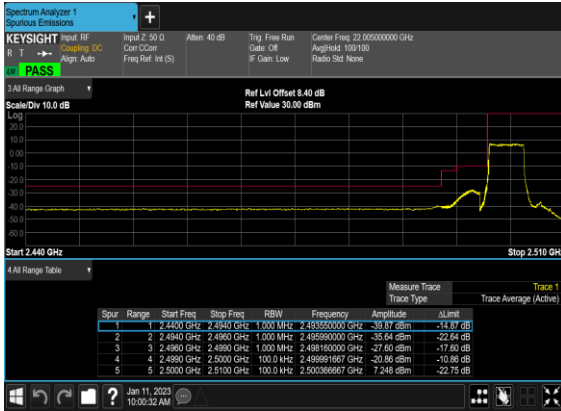 Spectrum Analyzer 1
Spurious Emissions
KEYSIGHT Input: RF Input Z: 50 Ω Atten: 40 dB Trig: Free Run Center Freq: 22.005000000 GHz
R T Coupling: DC Corr CCorr Gate: Off Avg|Hold: 100/100
Align: Auto Freq Ref: Int (S) IF Gain: Low Radio Std: None
PASS
3 All Range Graph
Ref Lvl Offset 8.40 dB
Scale/Div 10.0 dB Ref Value 30.00 dBm
Log
20.0
10.0
0.00
-10.0
-20.0
-30.0
-40.0
-50.0
-60.0
Start 2.440 GHz Stop 2.510 GH
4 All Range Table
Measure Trace Trace 1
Trace Type Trace Average (Active)
Spur Range Start Freq Stop Freq RBW Frequency Amplitude ΔLimit
1 1 2.4400 GHz 2.4940 GHz 1.000 MHz 2.493550000 GHz -39.87 dBm -14.87 dB
2 2 2.4940 GHz 2.4960 GHz 1.000 MHz 2.495990000 GHz -35.64 dBm -22.64 dB
3 3 2.4960 GHz 2.4990 GHz 1.000 MHz 2.498160000 GHz -27.60 dBm -17.60 dB
4 4 2.4990 GHz 2.5000 GHz 100.0 kHz 2.499991667 GHz -20.86 dBm -10.86 dB
5 5 2.5000 GHz 2.5100 GHz 100.0 kHz 2.500366667 GHz 7.248 dBm -22.75 dB
Jan 11, 2023
10:00:32 AM